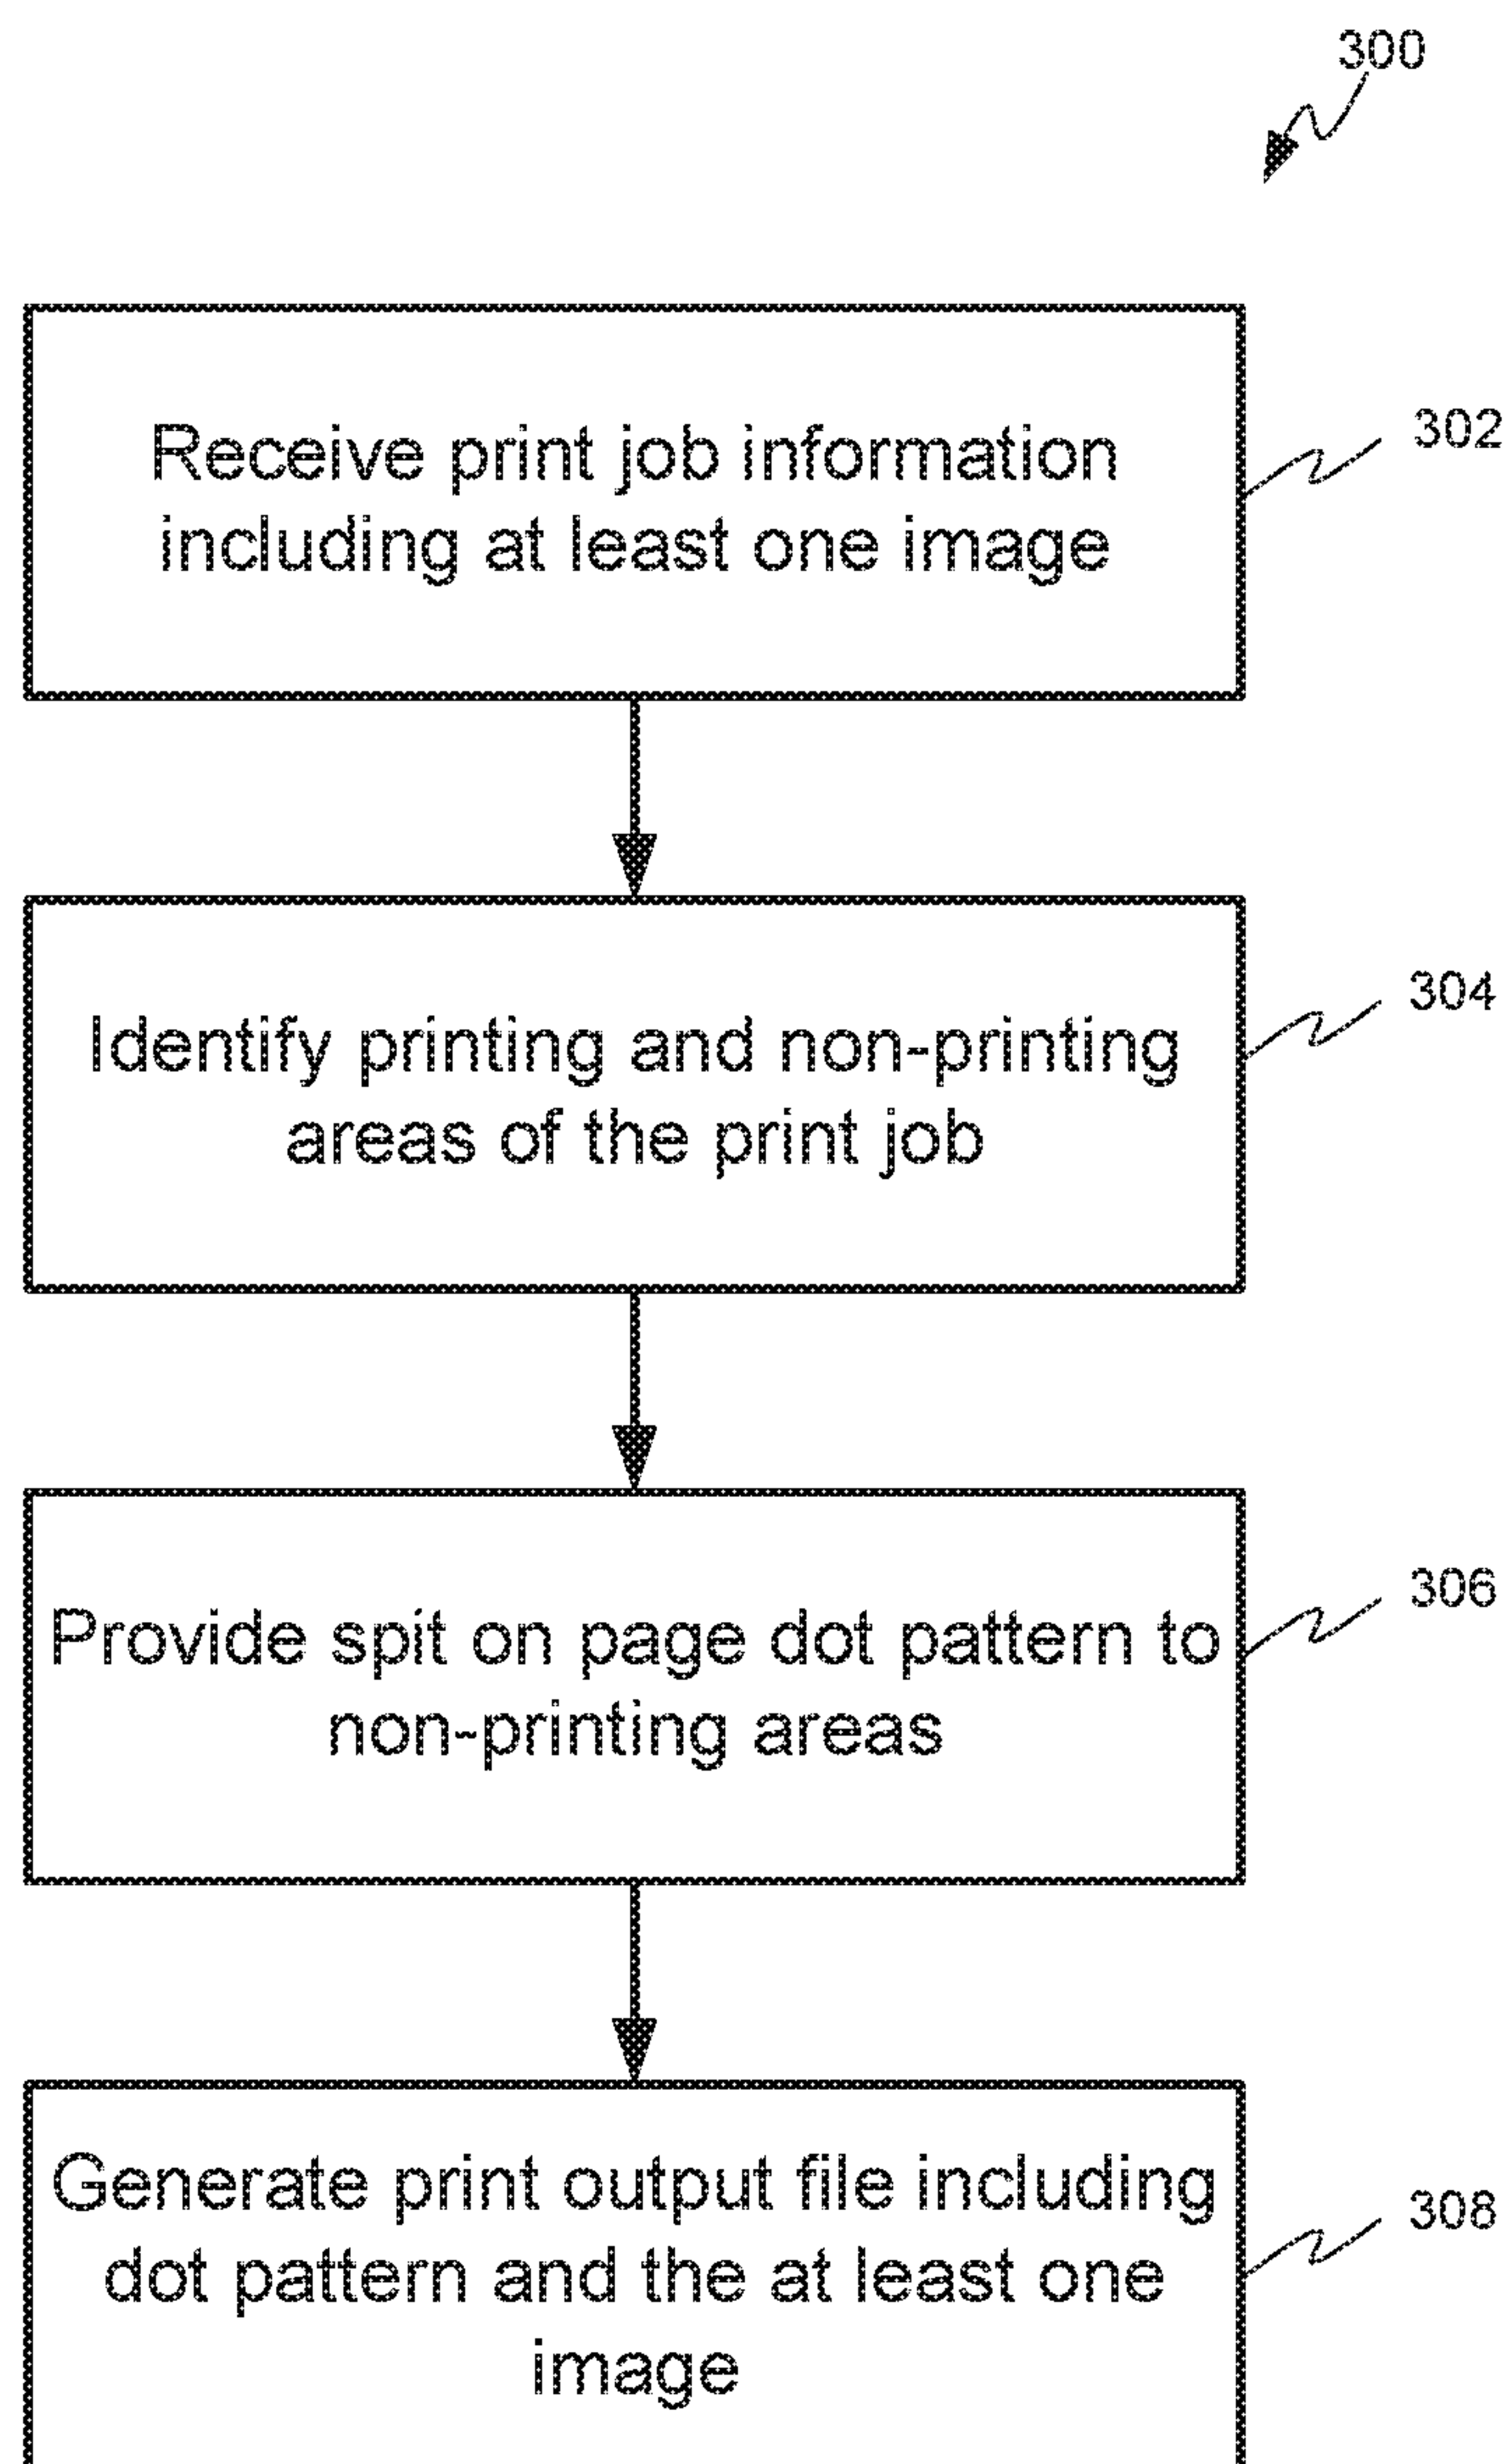 300
Receive print job information
including at least one image
302
Identify printing and non-printing
areas of the print job
304
Provide spit on page dot pattern to
non-printing areas
306
Generate print output file including
dot pattern and the at least one
image
308